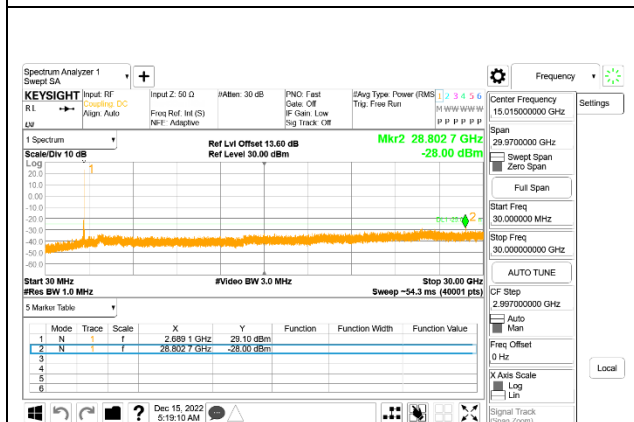 Spectrum Analyzer 1
Swept SA
Frequency
KEYSIGHT
Input: RF
Coupling: DC
Align: Auto
Input Z: 50 Ω
Freq Ref: Int (S)
NFE: Adaptive
#Atten: 30 dB
PNO: Fast
Gate: Off
IF Gain: Low
Sig Track: Off
#Avg Type: Power (RMS
Trig: Free Run
1 2 3 4 5 6
M W W W W W
P P P P P P
RL
1 Spectrum
Scale/Div 10 dB
Ref Lvl Offset 13.60 dB
Ref Level 30.00 dBm
Mkr2 28.802 7 GHz
-28.00 dBm
Log
20.0
10.0
0.00
-10.0
-20.0
-30.0
-40.0
-50.0
-60.0
1
2
Start 30 MHz
#Res BW 1.0 MHz
#Video BW 3.0 MHz
Stop 30.00 GHz
Sweep ~54.3 ms (40001 pts)
5 Marker Table
Mode Trace Scale X Y Function Function Width Function Value
1 N 1 f 2.689 1 GHz 29.10 dBm
2 N 1 f 28.802 7 GHz -28.00 dBm
3
4
5
6
Dec 15, 2022
5:19:10 AM
Center Frequency
15.015000000 GHz
Span
29.9700000 GHz
Swept Span
Zero Span
Full Span
Start Freq
30.000000 MHz
Stop Freq
30.000000000 GHz
AUTO TUNE
CF Step
2.997000000 GHz
Auto
Man
Freq Offset
0 Hz
X Axis Scale
Log
Lin
Signal Track
(Span Zoom)
Settings
Local